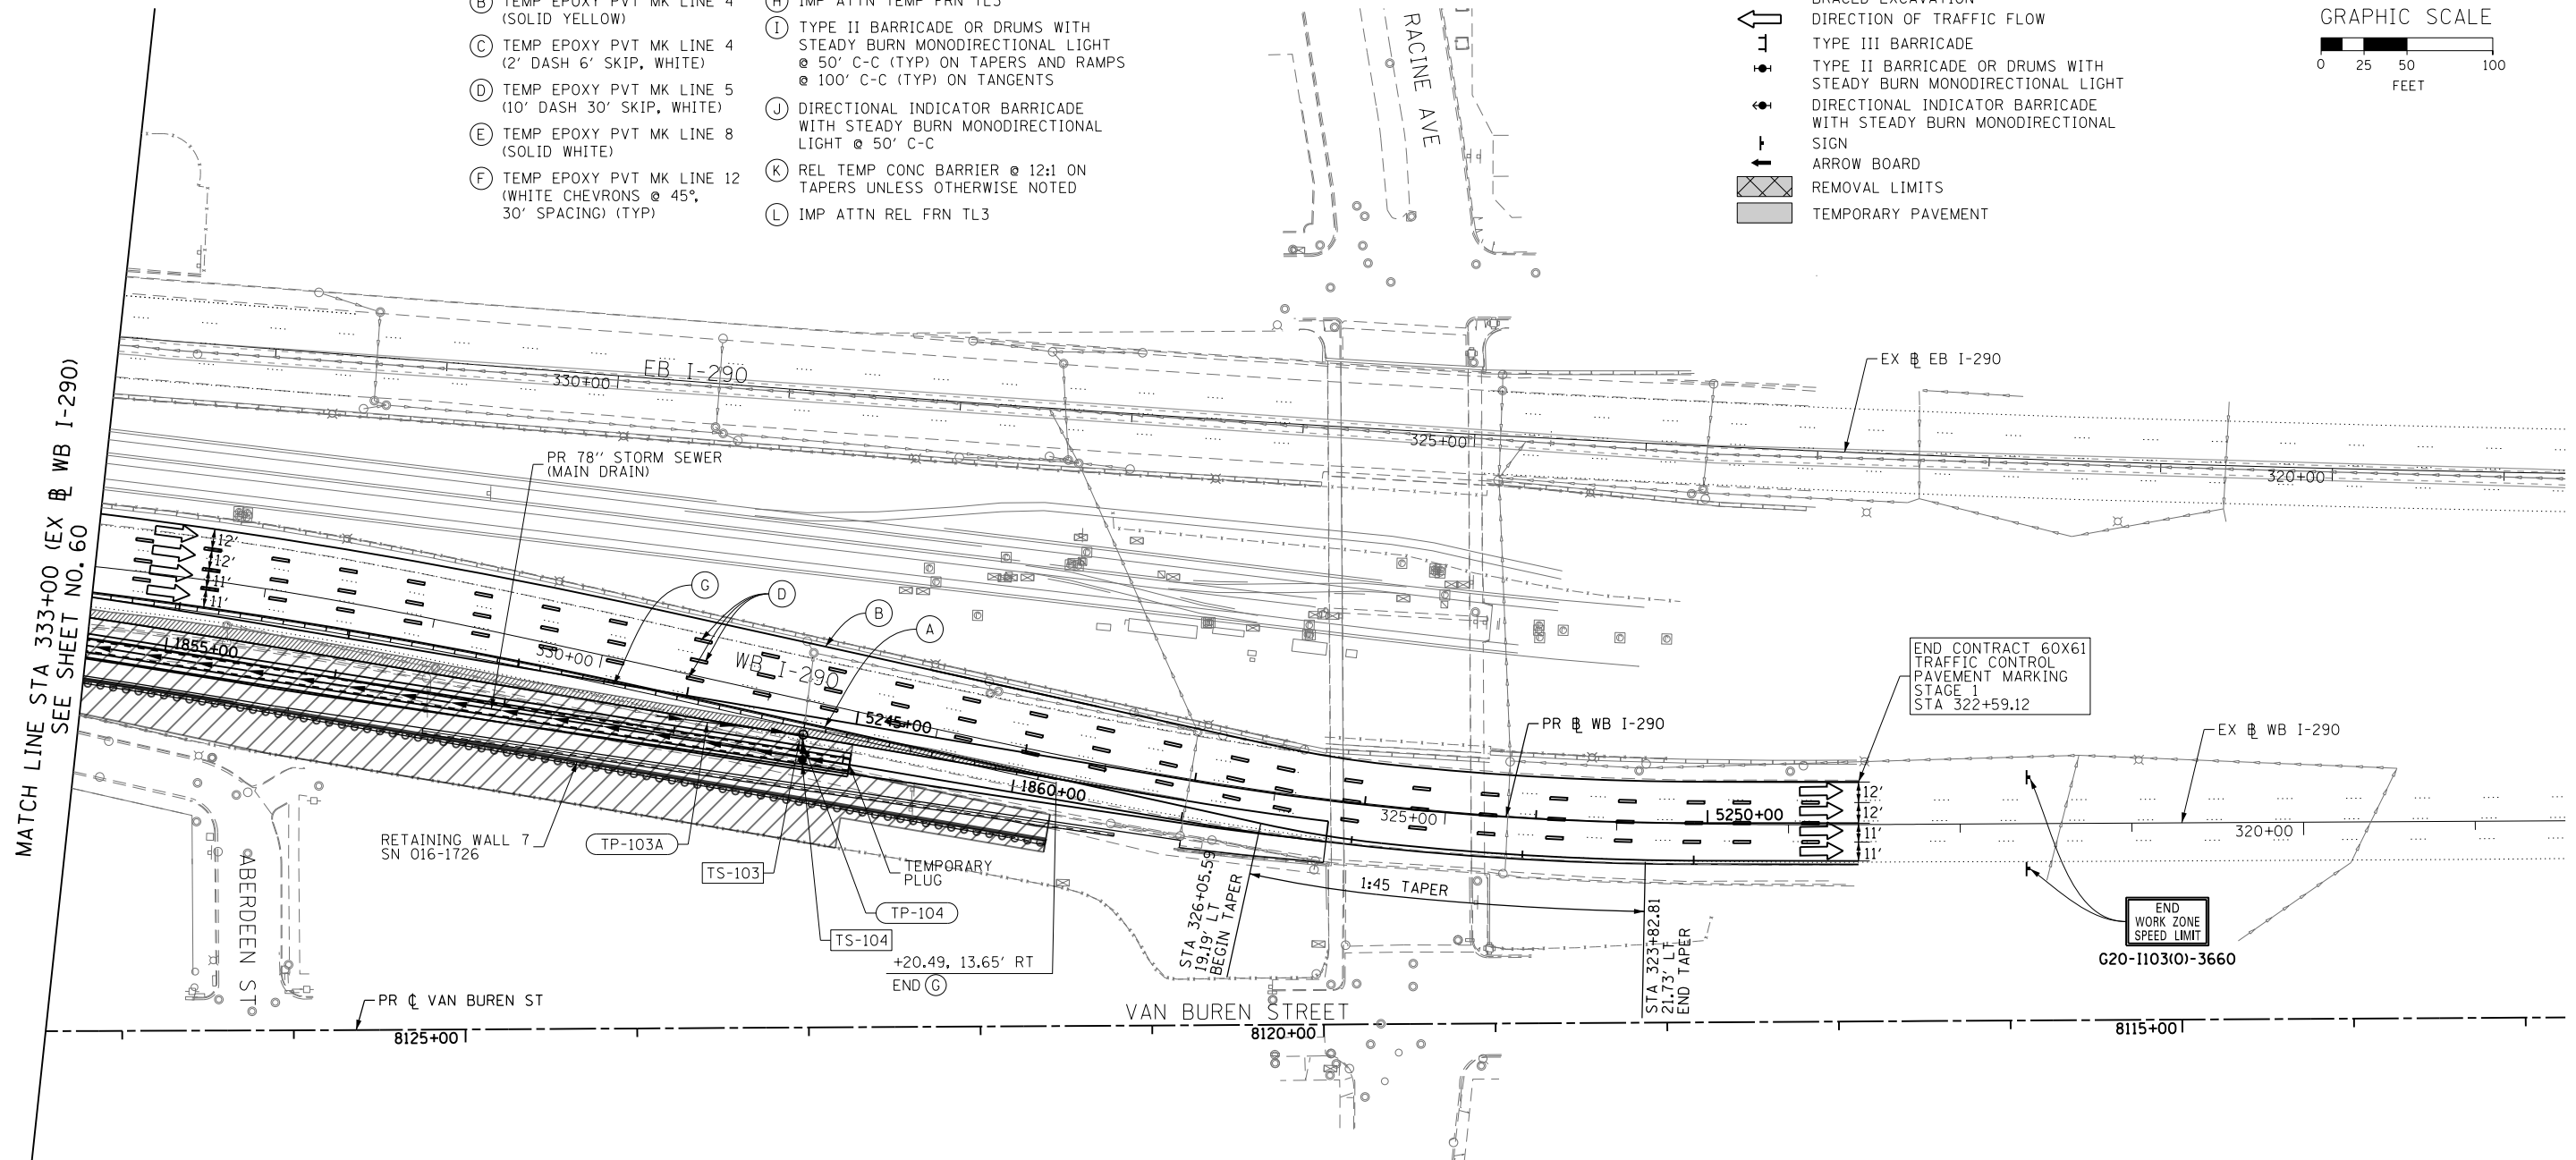 B TEMP EPOXY PVT MK LINE 4
(SOLID YELLOW)
C TEMP EPOXY PVT MK LINE 4
(2' DASH 6' SKIP, WHITE)
D TEMP EPOXY PVT MK LINE 5
(10' DASH 30' SKIP, WHITE)
E TEMP EPOXY PVT MK LINE 8
(SOLID WHITE)
F TEMP EPOXY PVT MK LINE 12
(WHITE CHEVRONS @ 45°,
30' SPACING) (TYP)
H IMP ATTN TEMP FRN TL3
I TYPE II BARRICADE OR DRUMS WITH
STEADY BURN MONODIRECTIONAL LIGHT
@ 50' C-C (TYP) ON TAPERS AND RAMPS
@ 100' C-C (TYP) ON TANGENTS
J DIRECTIONAL INDICATOR BARRICADE
WITH STEADY BURN MONODIRECTIONAL
LIGHT @ 50' C-C
K REL TEMP CONC BARRIER @ 12:1 ON
TAPERS UNLESS OTHERWISE NOTED
L IMP ATTN REL FRN TL3
RACINE AVE
BRACED EXCAVATION
DIRECTION OF TRAFFIC FLOW
TYPE III BARRICADE
TYPE II BARRICADE OR DRUMS WITH
STEADY BURN MONODIRECTIONAL LIGHT
DIRECTIONAL INDICATOR BARRICADE
WITH STEADY BURN MONODIRECTIONAL
SIGN
ARROW BOARD
REMOVAL LIMITS
TEMPORARY PAVEMENT
GRAPHIC SCALE
0 25 50 100
FEET
MATCH LINE STA 333+00 (EX ␢ WB I-290)
SEE SHEET NO. 60
330+00
EB I-290
325+00
EX ␢ EB I-290
320+00
PR 78'' STORM SEWER
(MAIN DRAIN)
12'
12'
11'
11'
G
D
B
A
1855+00
330+00
WB I-290
5245+00
1860+00
325+00
PR ␢ WB I-290
5250+00
END CONTRACT 60X61
TRAFFIC CONTROL
PAVEMENT MARKING
STAGE 1
STA 322+59.12
12'
12'
11'
11'
EX ␢ WB I-290
320+00
RETAINING WALL 7
SN 016-1726
TP-103A
TS-103
TEMPORARY
PLUG
TP-104
TS-104
+20.49, 13.65' RT
END G
STA 326+05.59
19.19' LT
BEGIN TAPER
1:45 TAPER
STA 323+82.81
21.73' LT
END TAPER
END
WORK ZONE
SPEED LIMIT
G20-I103(0)-3660
ABERDEEN ST
PR ℄ VAN BUREN ST
VAN BUREN STREET
8125+00
8120+00
8115+00